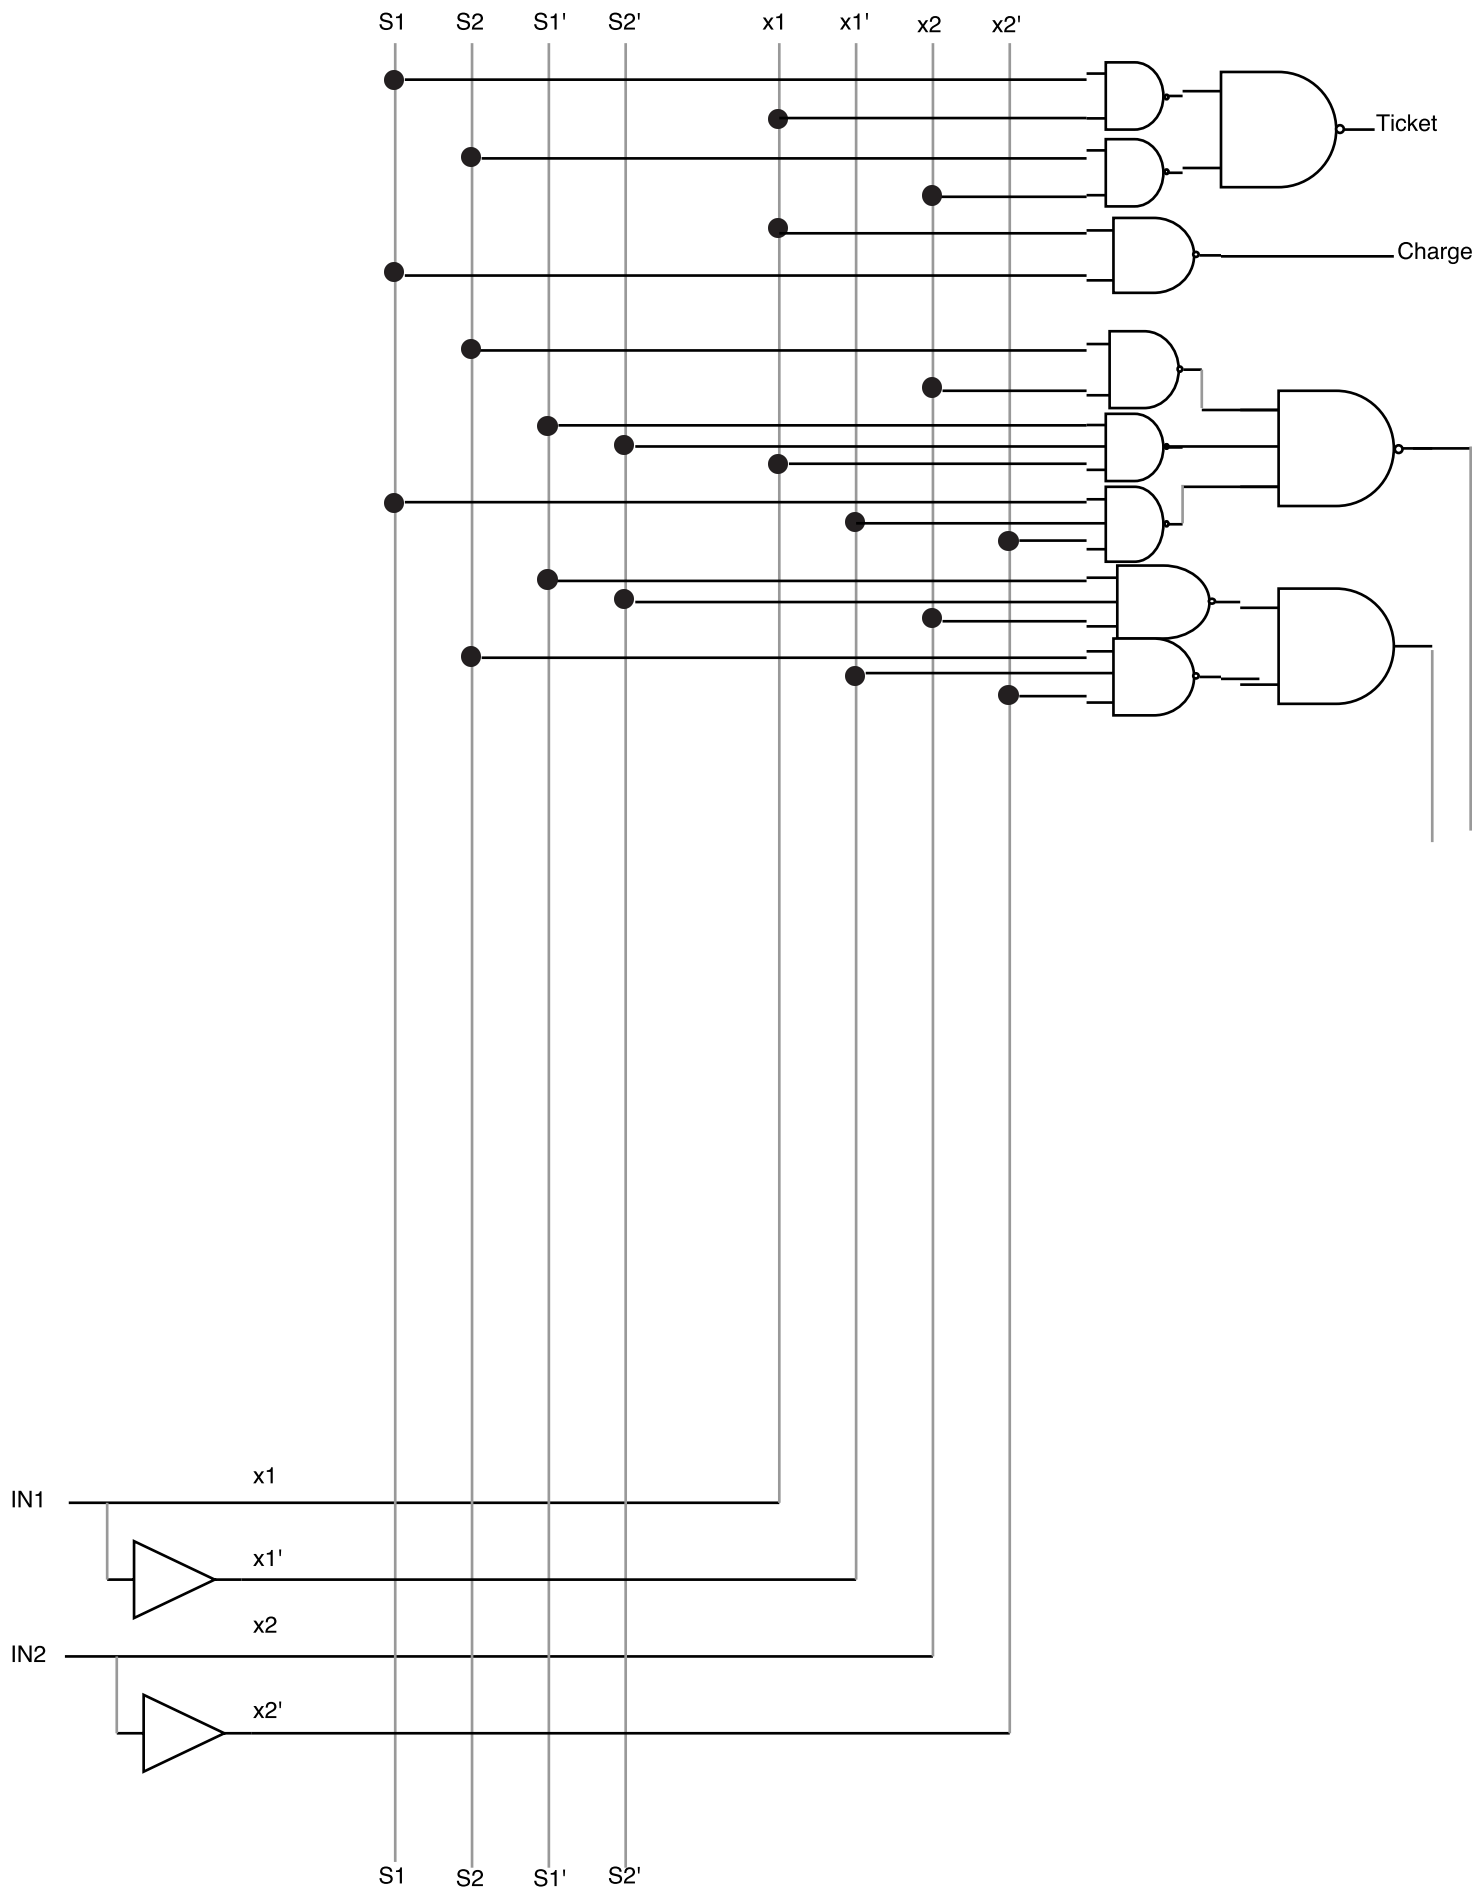 S1 S2 S1' S2' x1 x1' x2 x2'
Ticket
Charge
x1
IN1
x1'
x2
IN2
x2'
S1 S2 S1' S2'